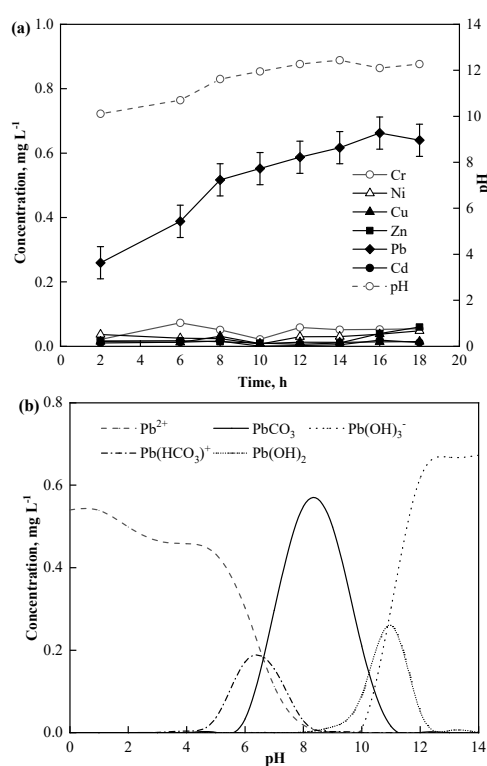 (a)
1.0
0.8
0.6
0.4
0.2
0.0
Concentration, mg L⁻¹
14
12
10
8
6
4
2
0
pH
Cr
Ni
Cu
Zn
Pb
Cd
pH
0 2 4 6 8 10 12 14 16 18 20
Time, h
(b)
0.8
0.6
0.4
0.2
0.0
Concentration, mg L⁻¹
Pb²⁺ PbCO₃ Pb(OH)₃⁻
Pb(HCO₃)⁺ Pb(OH)₂
0 2 4 6 8 10 12 14
pH